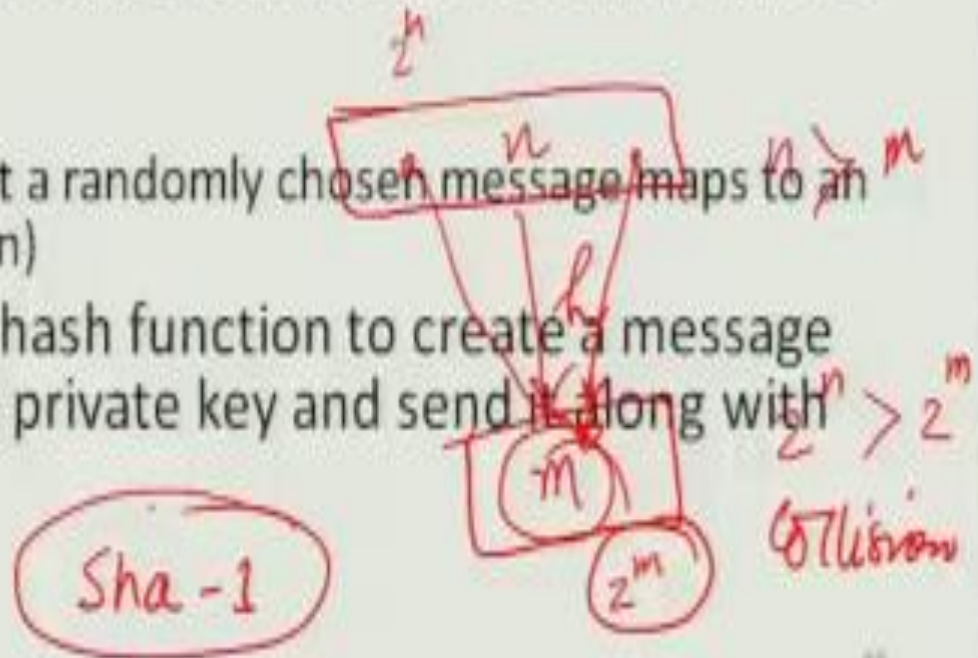 2^n
n
n > m
t a randomly chosen message maps to an
n)
h
hash function to create a message
private key and send it along with
2^n > 2^m
m
Collision
Sha-1
2^m